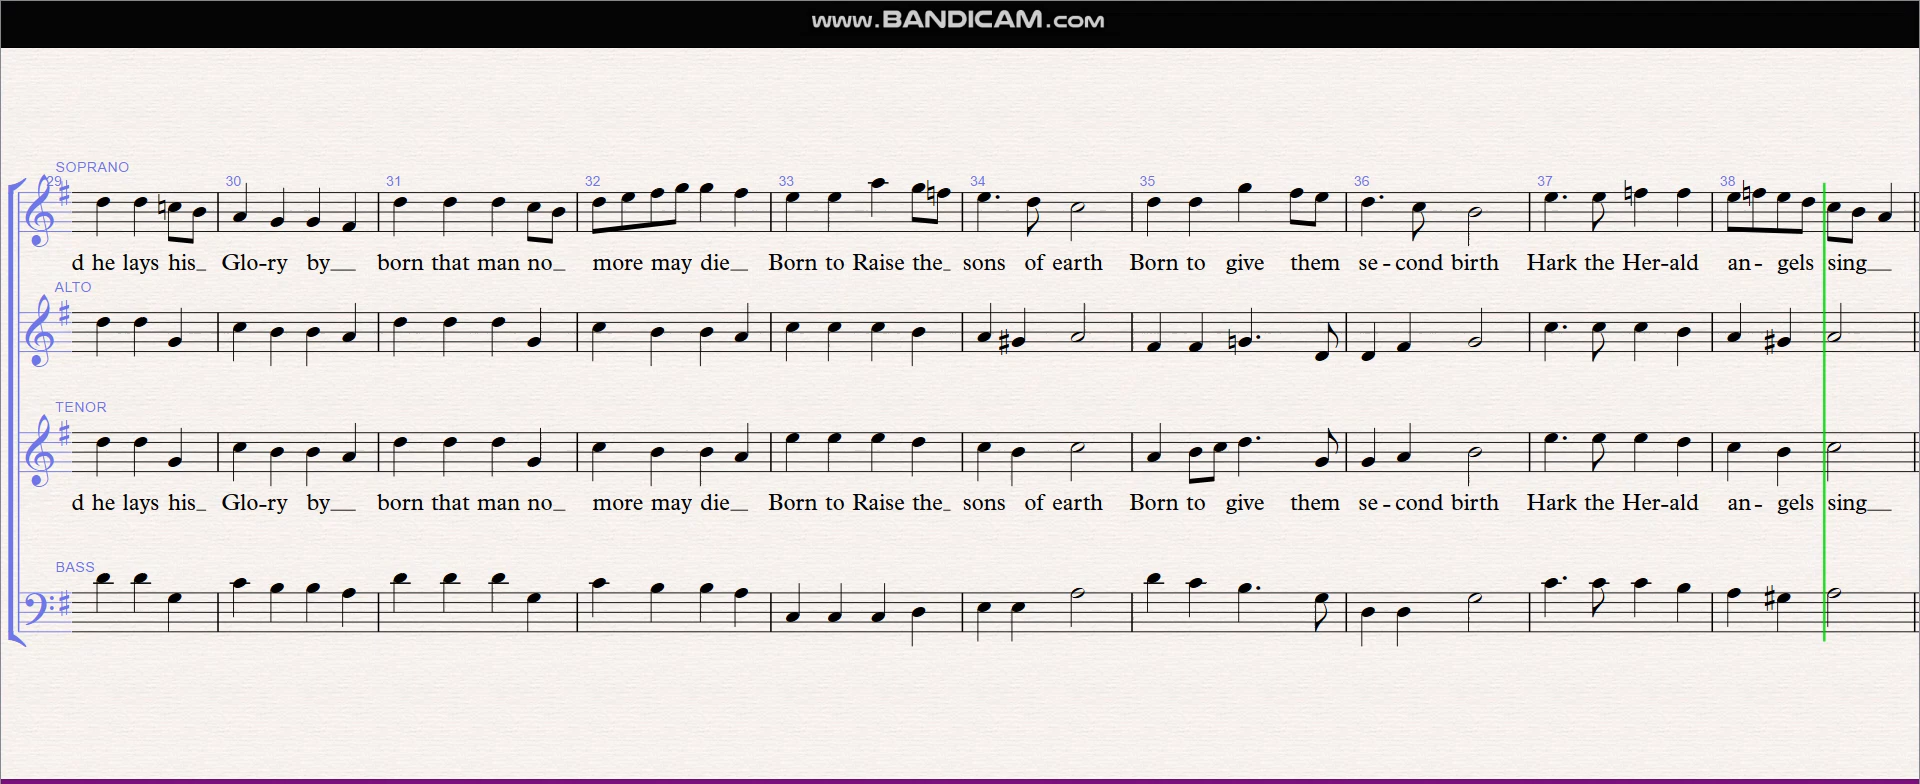 www.BANDICAM.com
SOPRANO
29 30 31 32 33 34 35 36 37 38
d he lays his_ Glo-ry by__ born that man no_ more may die_ Born to Raise the_ sons of earth Born to give them se-cond birth Hark the Her-ald an- gels sing__
ALTO
TENOR
d he lays his_ Glo-ry by__ born that man no_ more may die_ Born to Raise the_ sons of earth Born to give them se-cond birth Hark the Her-ald an- gels sing__
BASS